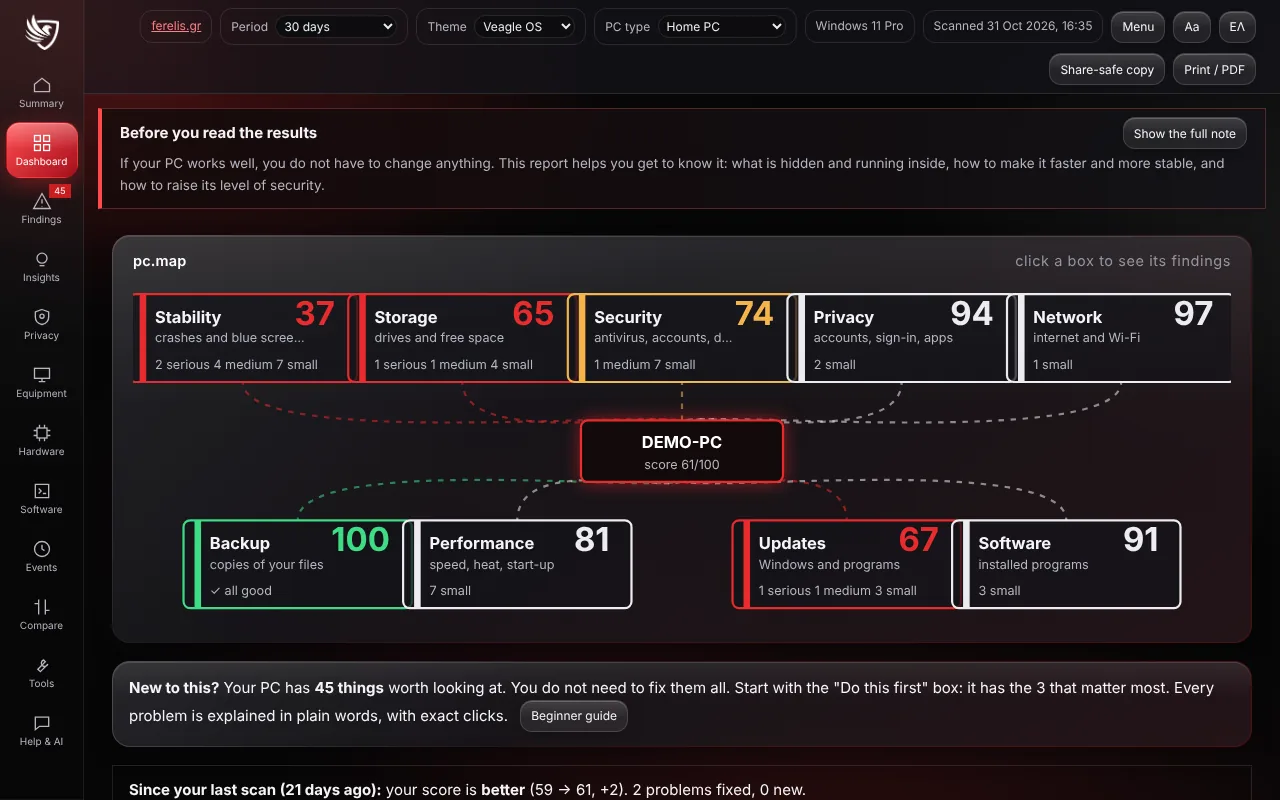 ferelis.gr
Period 30 days
Theme Veagle OS
PC type Home PC
Windows 11 Pro
Scanned 31 Oct 2026, 16:35
Menu
Aa
ΕΛ
Share-safe copy
Print / PDF
Summary
Dashboard
45
Findings
Insights
Privacy
Equipment
Hardware
Software
Events
Compare
Tools
Help & AI
Before you read the results
Show the full note
If your PC works well, you do not have to change anything. This report helps you get to know it: what is hidden and running inside, how to make it faster and more stable, and
how to raise its level of security.
pc.map
click a box to see its findings
Stability 37
crashes and blue scree...
2 serious 4 medium 7 small
Storage 65
drives and free space
1 serious 1 medium 4 small
Security 74
antivirus, accounts, d...
1 medium 7 small
Privacy 94
accounts, sign-in, apps
2 small
Network 97
internet and Wi-Fi
1 small
DEMO-PC
score 61/100
Backup 100
copies of your files
✓ all good
Performance 81
speed, heat, start-up
7 small
Updates 67
Windows and programs
1 serious 1 medium 3 small
Software 91
installed programs
3 small
New to this? Your PC has 45 things worth looking at. You do not need to fix them all. Start with the "Do this first" box: it has the 3 that matter most. Every
problem is explained in plain words, with exact clicks. Beginner guide
Since your last scan (21 days ago): your score is better (59 → 61, +2). 2 problems fixed, 0 new.